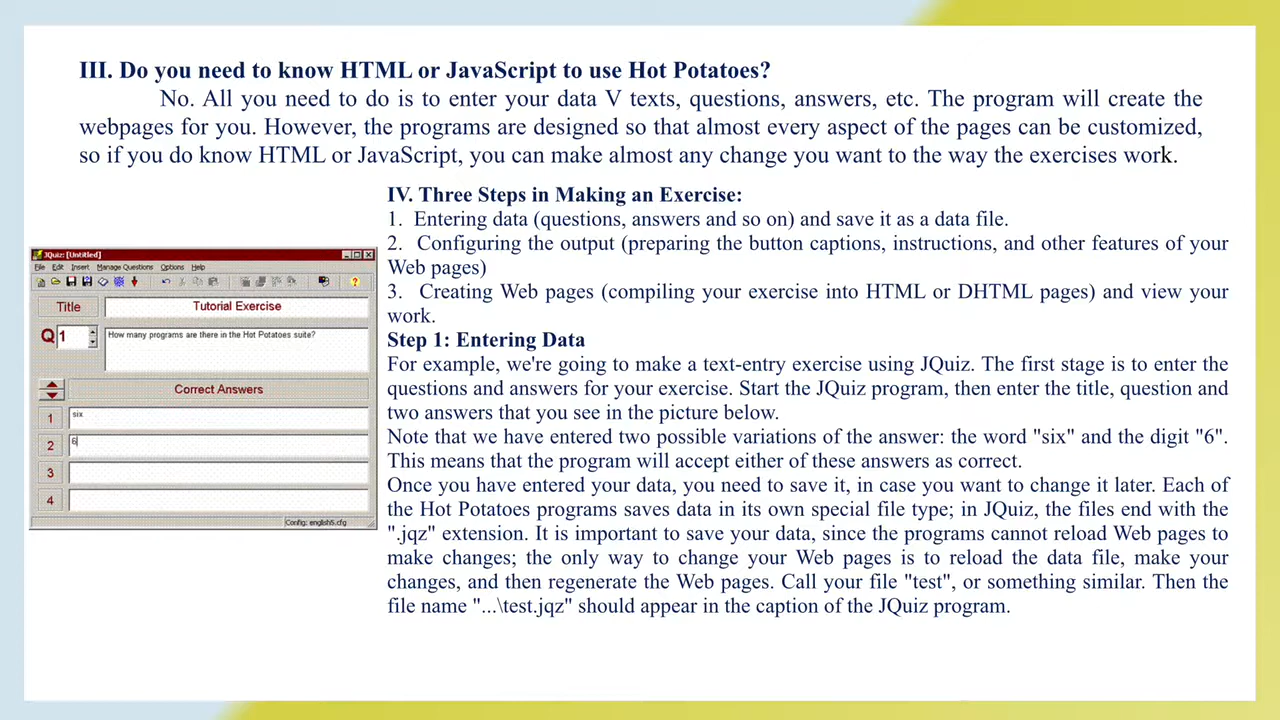 III. Do you need to know HTML or JavaScript to use Hot Potatoes?
No. All you need to do is to enter your data V texts, questions, answers, etc. The program will create the
webpages for you. However, the programs are designed so that almost every aspect of the pages can be customized,
so if you do know HTML or JavaScript, you can make almost any change you want to the way the exercises work.
JQuiz: [Untitled]
File Edit Insert Manage Questions Options Help
Title
Tutorial Exercise
Q 1
How many programs are there in the Hot Potatoes suite?
Correct Answers
1 six
2 6
3
4
Config: english5.cfg
IV. Three Steps in Making an Exercise:
1. Entering data (questions, answers and so on) and save it as a data file.
2. Configuring the output (preparing the button captions, instructions, and other features of your
Web pages)
3. Creating Web pages (compiling your exercise into HTML or DHTML pages) and view your
work.
Step 1: Entering Data
For example, we're going to make a text-entry exercise using JQuiz. The first stage is to enter the
questions and answers for your exercise. Start the JQuiz program, then enter the title, question and
two answers that you see in the picture below.
Note that we have entered two possible variations of the answer: the word "six" and the digit "6".
This means that the program will accept either of these answers as correct.
Once you have entered your data, you need to save it, in case you want to change it later. Each of
the Hot Potatoes programs saves data in its own special file type; in JQuiz, the files end with the
".jqz" extension. It is important to save your data, since the programs cannot reload Web pages to
make changes; the only way to change your Web pages is to reload the data file, make your
changes, and then regenerate the Web pages. Call your file "test", or something similar. Then the
file name "...\test.jqz" should appear in the caption of the JQuiz program.